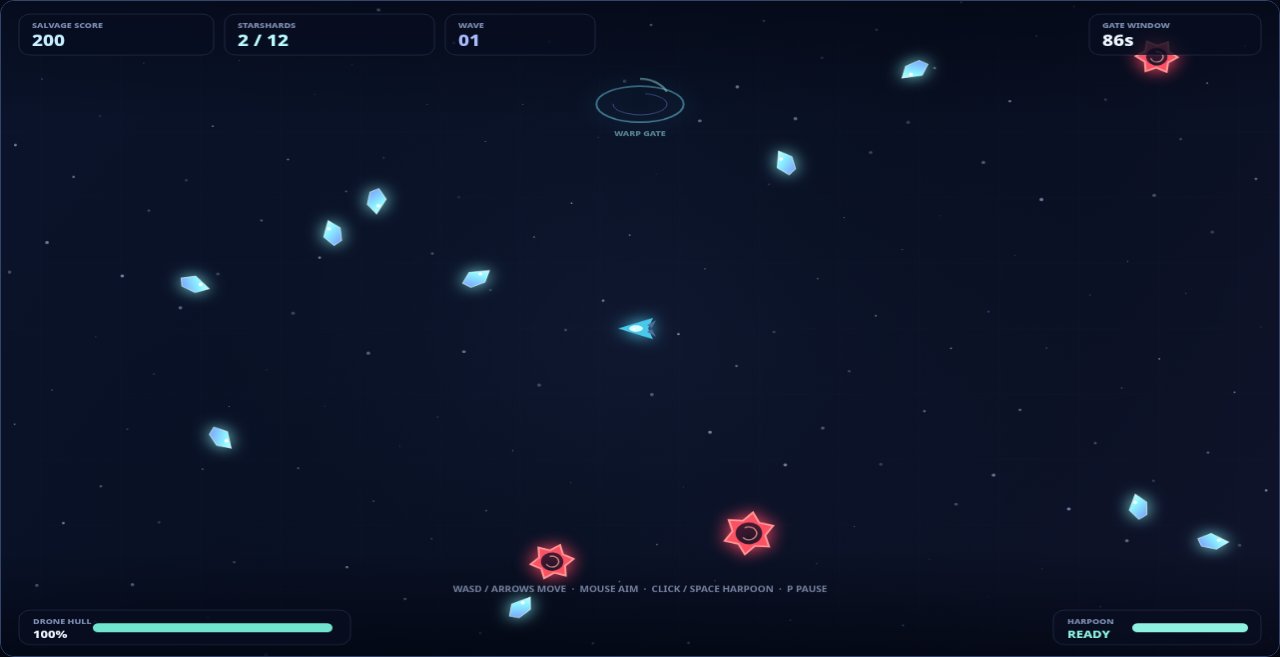 SALVAGE SCORE
200
STARSHARDS
2 / 12
WAVE
01
GATE WINDOW
86s
WARP GATE
WASD / ARROWS MOVE · MOUSE AIM · CLICK / SPACE HARPOON · P PAUSE
DRONE HULL
100%
HARPOON
READY